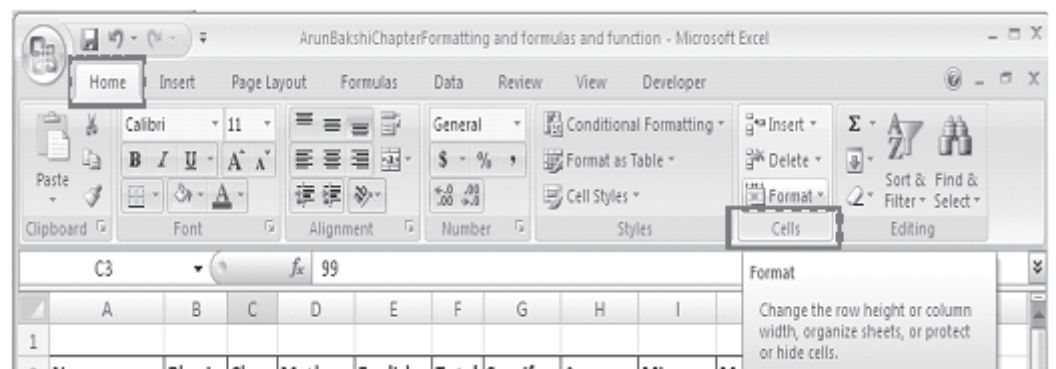 ArunBakshiChapterFormatting and formulas and function - Microsoft Excel
Home Insert Page Layout Formulas Data Review View Developer
Calibri 11 General Conditional Formatting Insert Σ
B I U A A $ % , Format as Table Delete
Paste A Cell Styles Format Sort & Filter Find & Select
Clipboard Font Alignment Number Styles Cells Editing
C3 fx 99
Format
Change the row height or column
width, organize sheets, or protect
or hide cells.
A B C D E F G H I
1